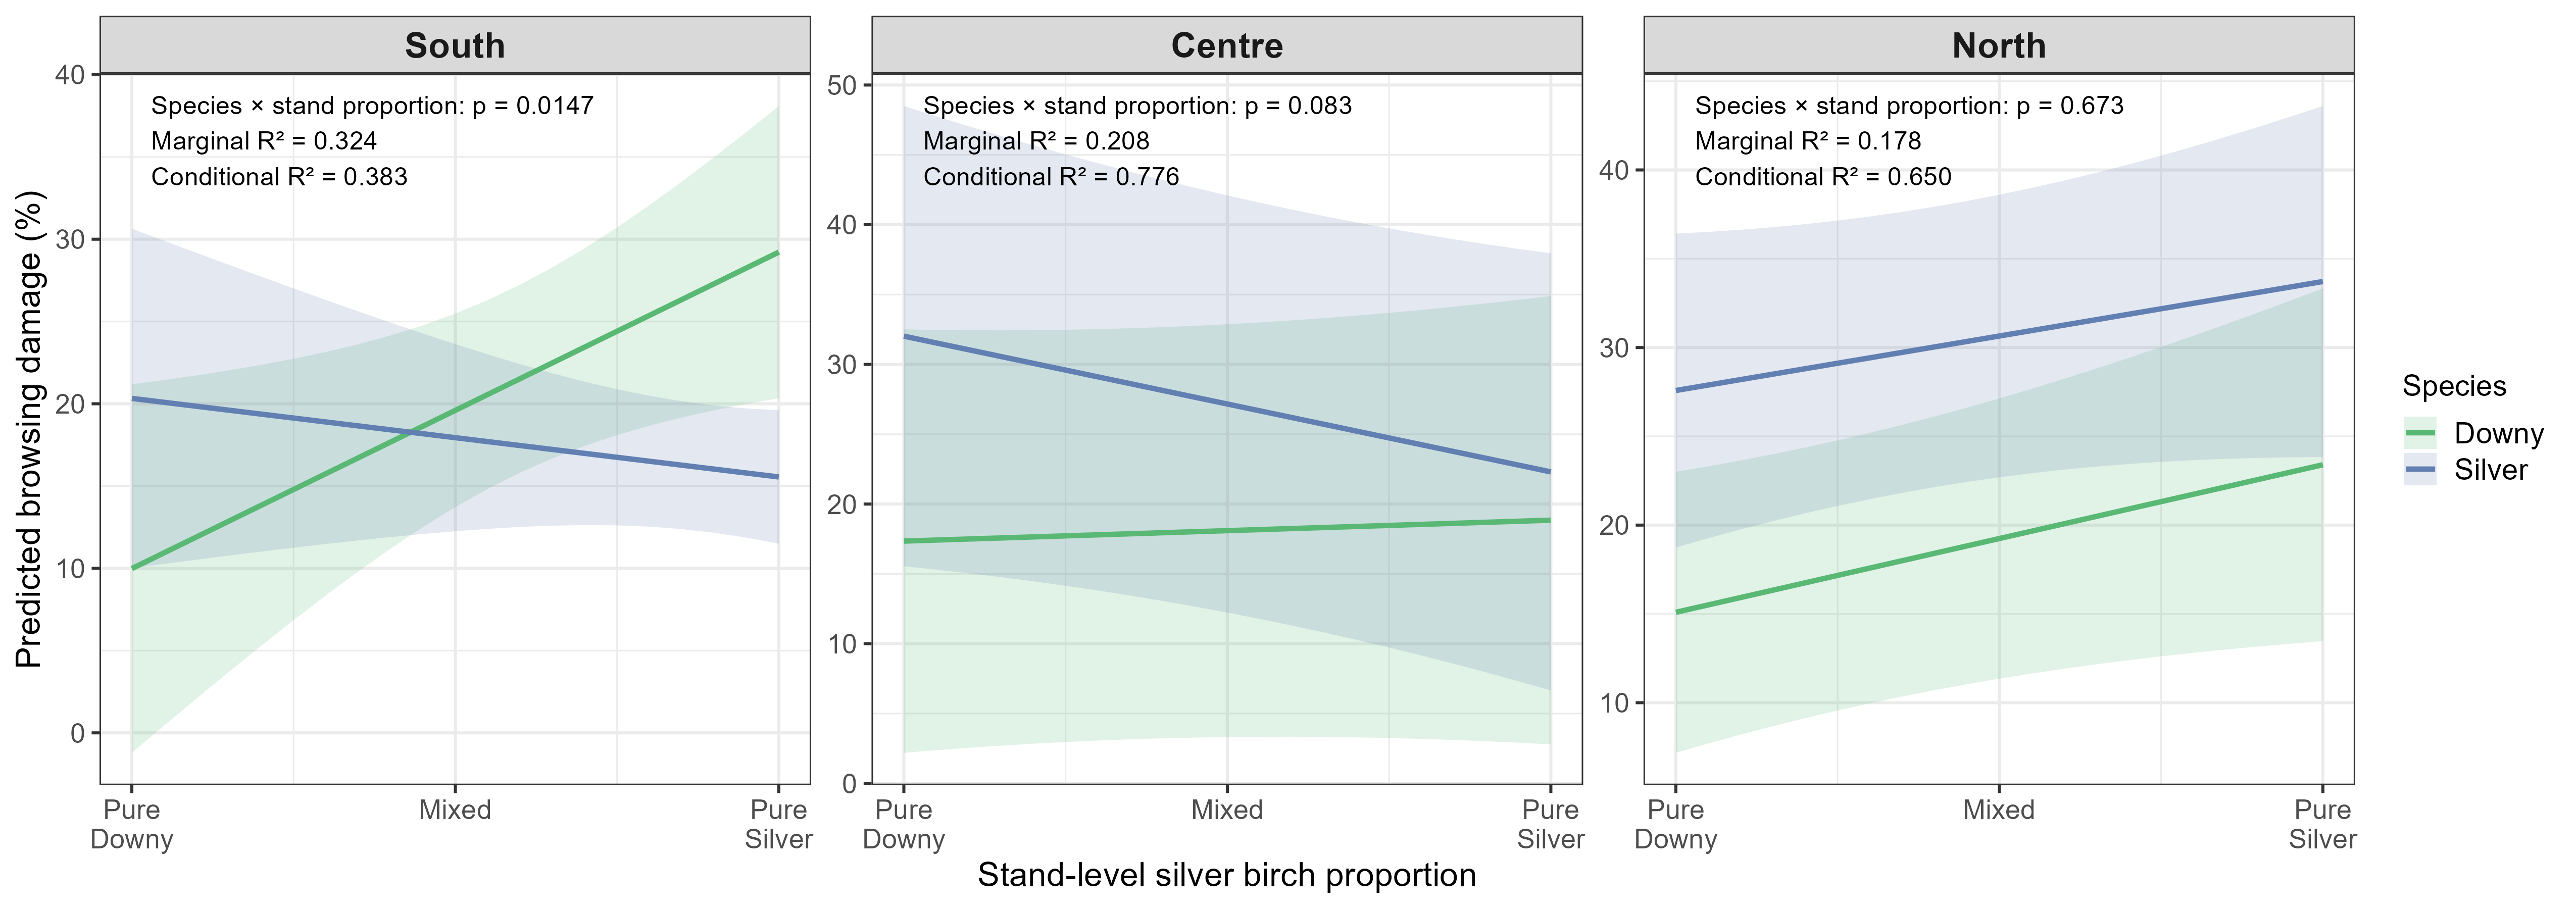 South
Centre
North
Species × stand proportion: p = 0.0147
Marginal R² = 0.324
Conditional R² = 0.383
Species × stand proportion: p = 0.083
Marginal R² = 0.208
Conditional R² = 0.776
Species × stand proportion: p = 0.673
Marginal R² = 0.178
Conditional R² = 0.650
Predicted browsing damage (%)
40
30
20
10
0
50
40
30
20
10
0
40
30
20
10
Pure
Downy
Mixed
Pure
Silver
Pure
Downy
Mixed
Pure
Silver
Pure
Downy
Mixed
Pure
Silver
Stand-level silver birch proportion
Species
Downy
Silver